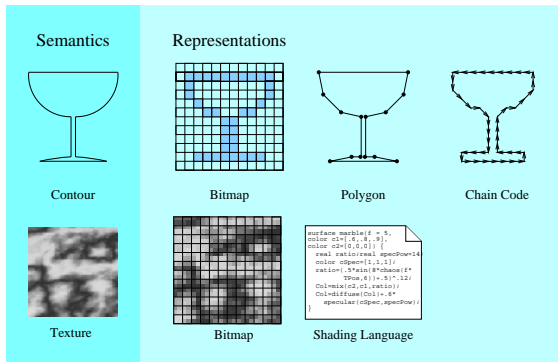 Semantics
Representations
Contour
Bitmap
Polygon
Chain Code
surface marble(f = 5,
color c1=[.6,.8,.9],
color c2=[0,0,0]) {
real ratio;real specPow=14;
color cSpec=[1,1,1];
ratio=(.5*sin(8*chaos(f*
TPos,6))+.5)^.12;
Col=mix(c2,c1,ratio);
Col=diffuse(Col)+.6*
specular(cSpec,specPow);
}
Texture
Bitmap
Shading Language